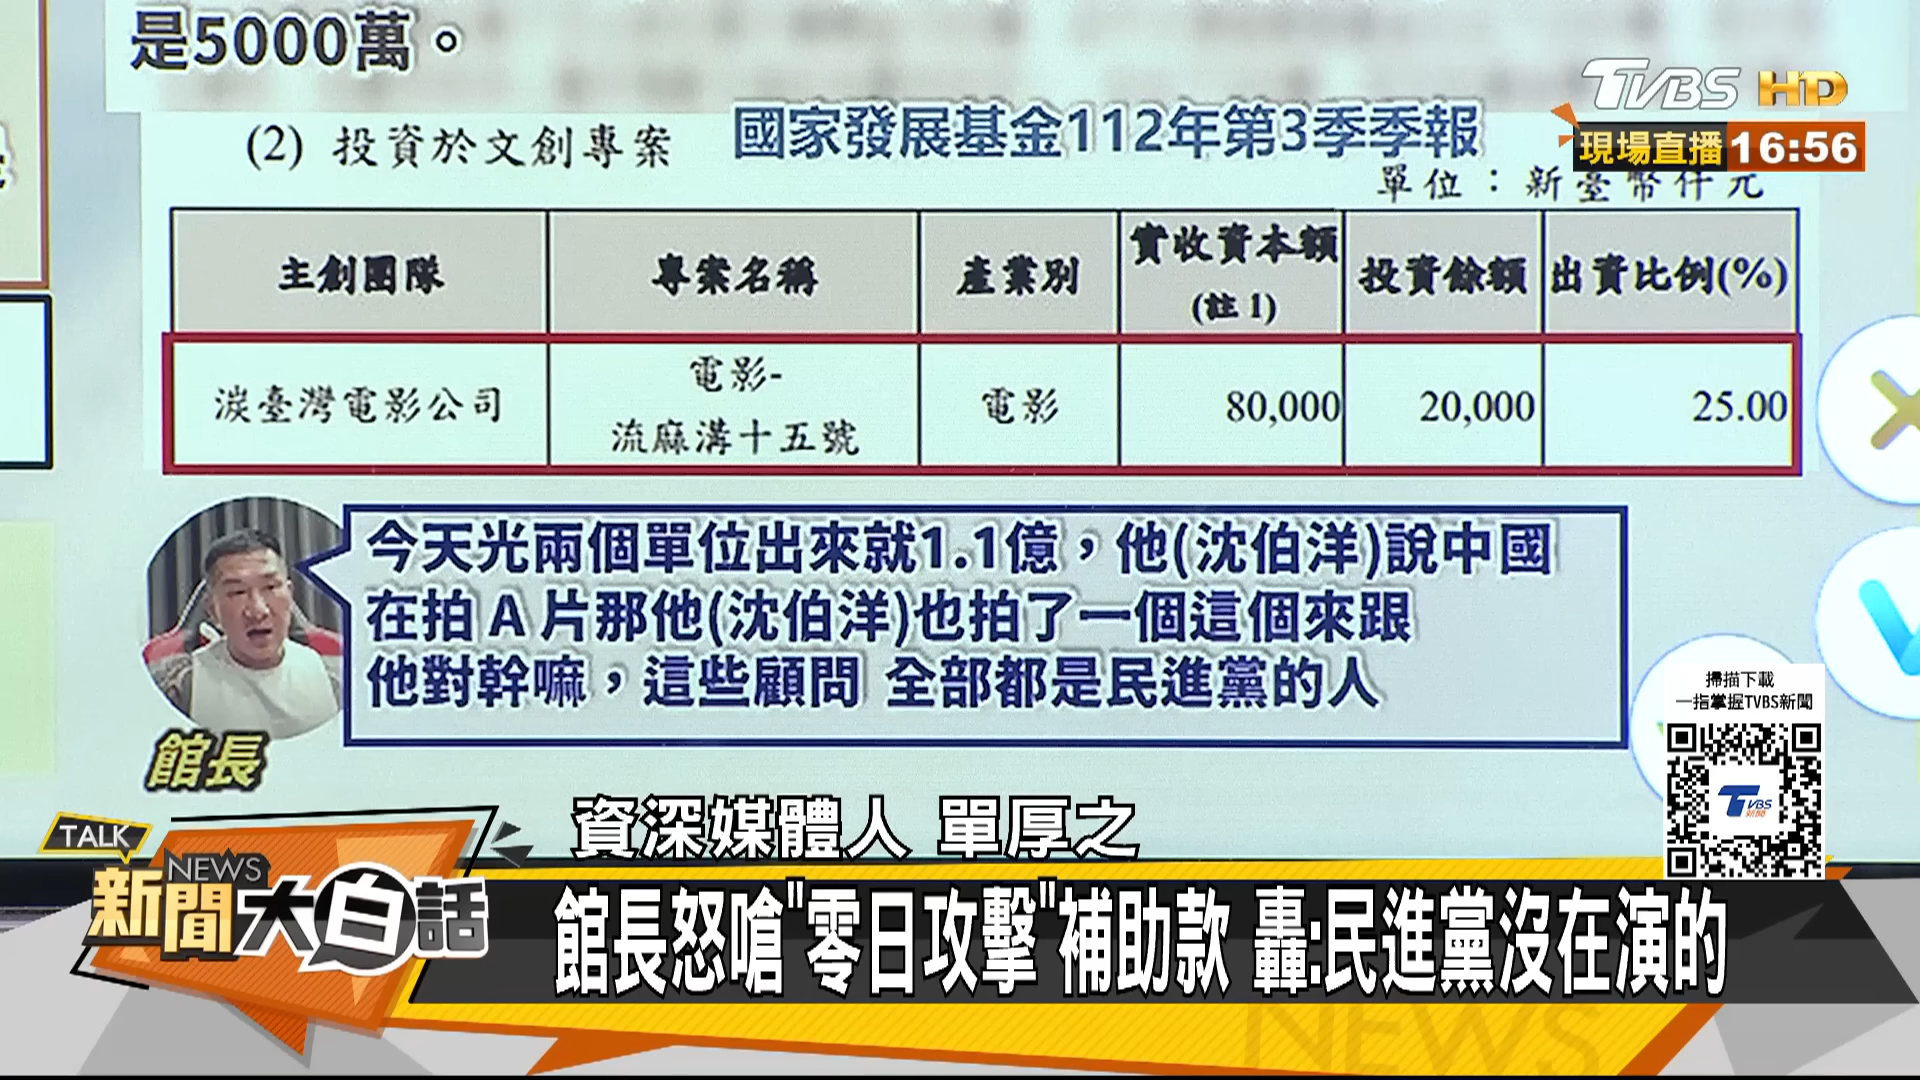 是5000萬。
TVBS HD
現場直播 16:56
(2) 投資於文創專案
國家發展基金112年第3季季報
單位：新臺幣仟元
主創團隊 專案名稱 產業別 實收資本額(註1) 投資餘額 出資比例(%)
淚臺灣電影公司 電影-流麻溝十五號 電影 80,000 20,000 25.00
今天光兩個單位出來就1.1億，他(沈伯洋)說中國
在拍A片那他(沈伯洋)也拍了一個這個來跟
他對幹嘛，這些顧問 全部都是民進黨的人
館長
掃描下載
一指掌握TVBS新聞
TVBS新聞
資深媒體人 單厚之
TALK
NEWS
新聞大白話
館長怒嗆"零日攻擊"補助款 轟:民進黨沒在演的
NEWS